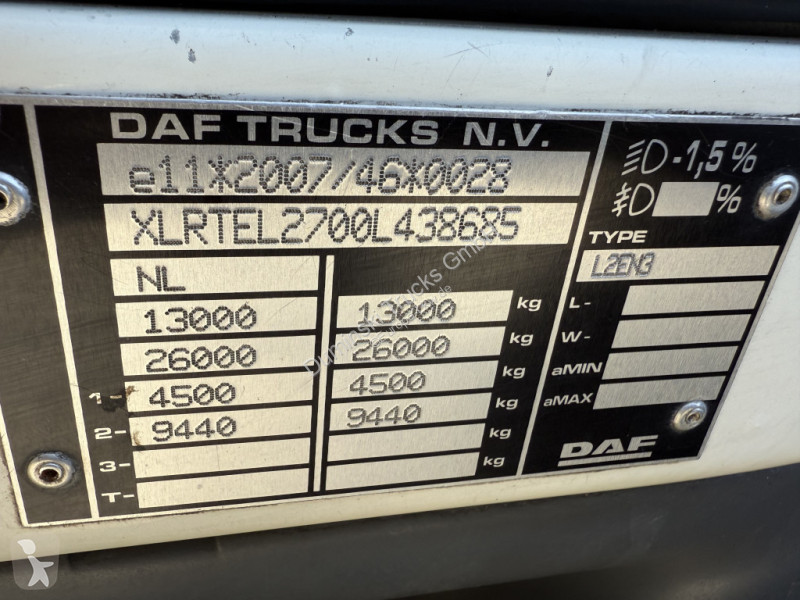 DAF TRUCKS N.V.
e11*2007/46*0028
XLRTEL2700L438685
NL
13000 13000 kg
26000 26000 kg
1- 4500 4500 kg
2- 9440 9440 kg
3- kg
T-
-1,5%
%
TYPE
L2EN3
L-
W-
aMIN
aMAX
DAF